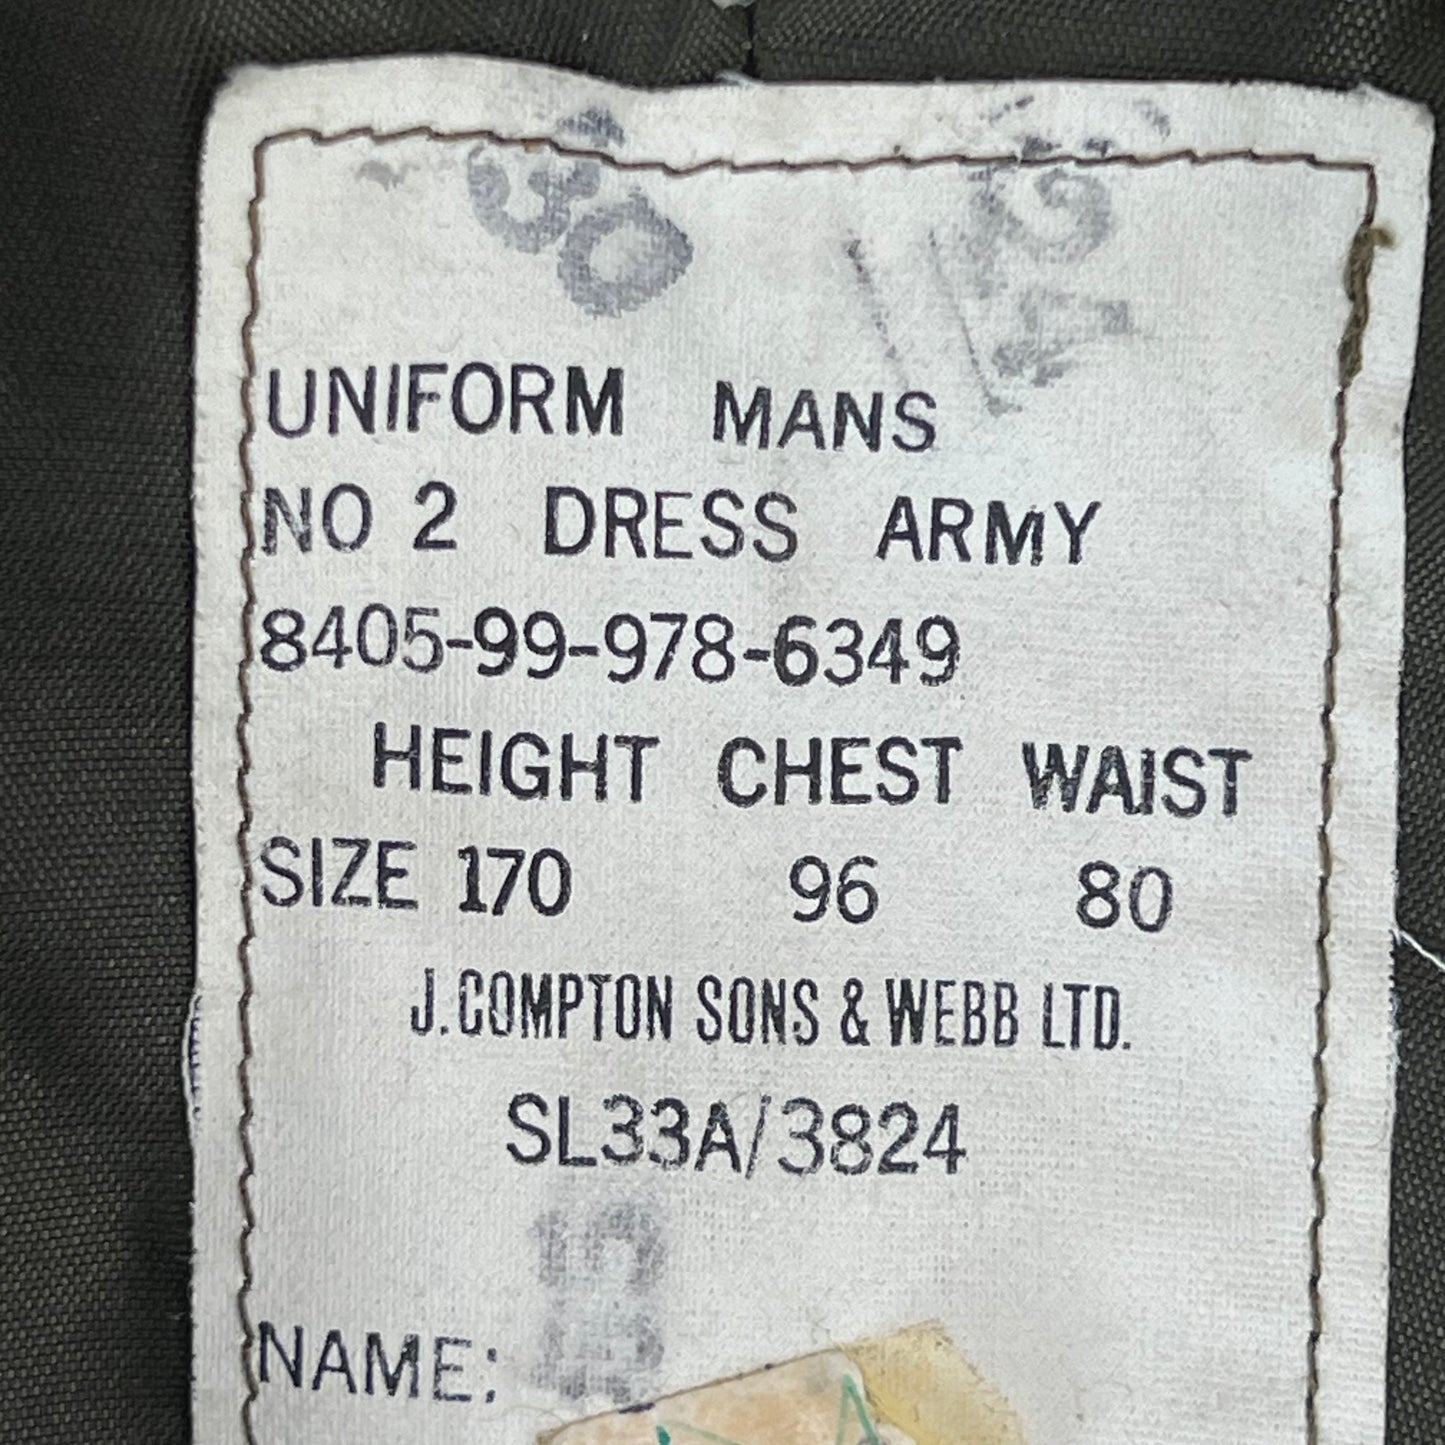 30
UNIFORM MANS
NO 2 DRESS ARMY
8405-99-978-6349
HEIGHT CHEST WAIST
SIZE 170 96 80
J. COMPTON SONS & WEBB LTD.
SL33A/3824
NAME: